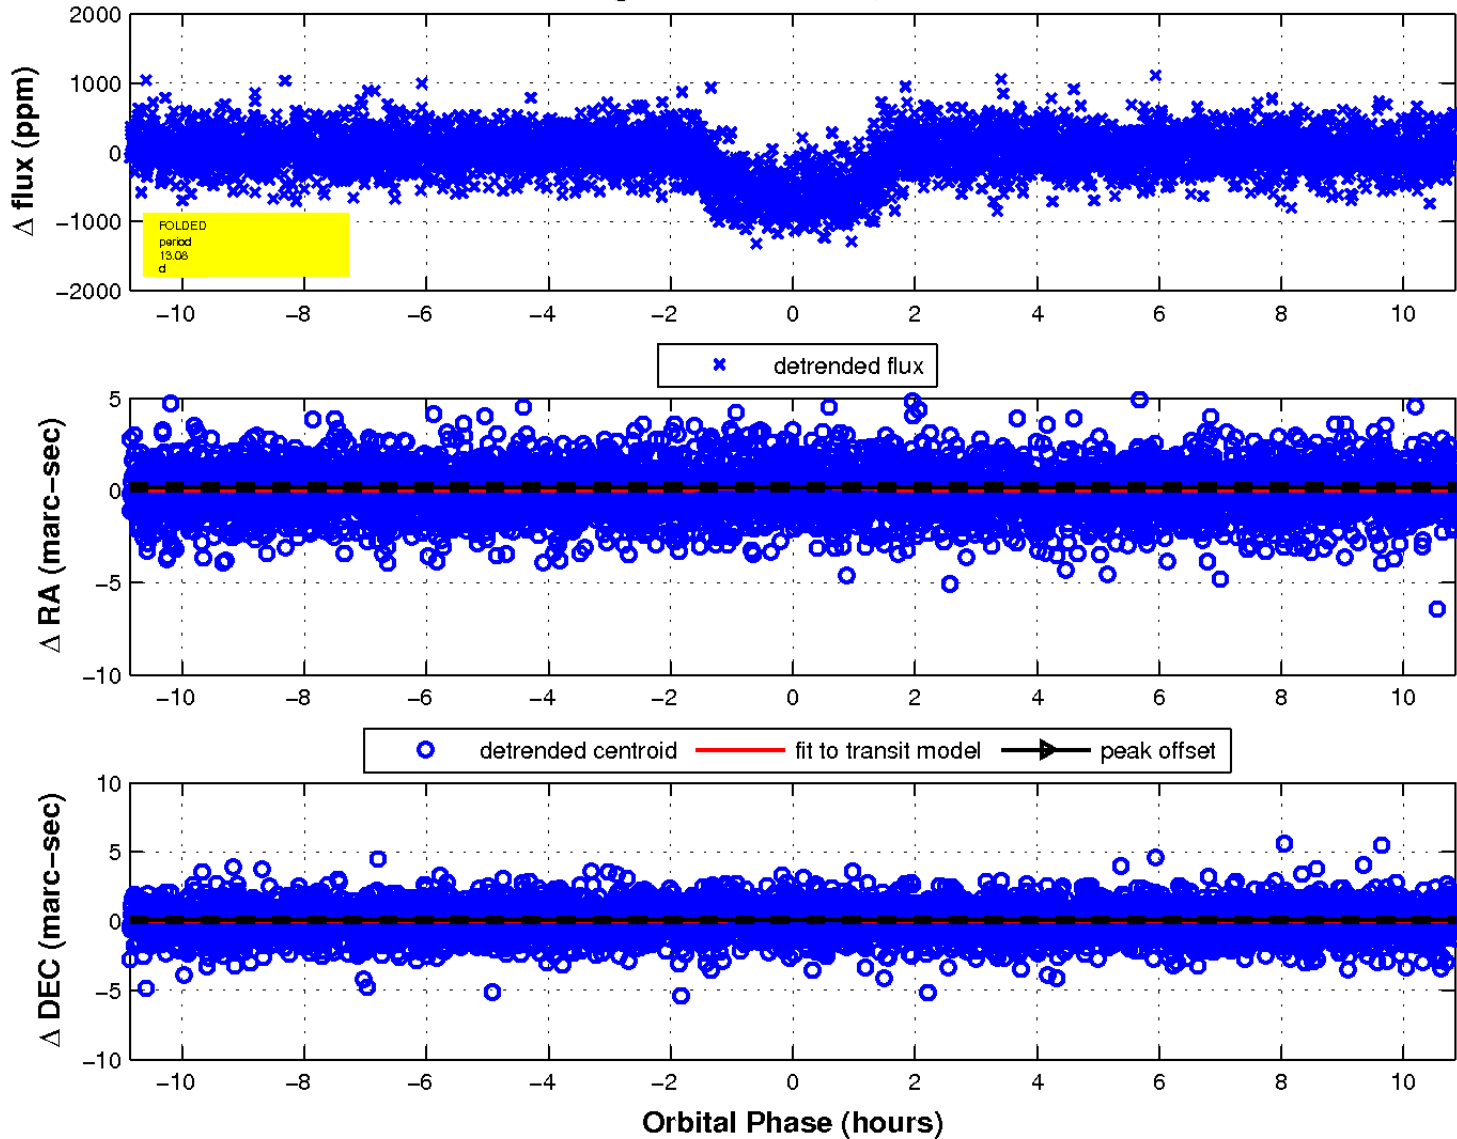 2000
1000
0
−1000
−2000
Δ flux (ppm)
FOLDED
period
13.06
d
−10 −8 −6 −4 −2 0 2 4 6 8 10
detrended flux
5
0
−5
−10
Δ RA (marc−sec)
−10 −8 −6 −4 −2 0 2 4 6 8 10
detrended centroid fit to transit model peak offset
10
5
0
−5
−10
Δ DEC (marc−sec)
−10 −8 −6 −4 −2 0 2 4 6 8 10
Orbital Phase (hours)